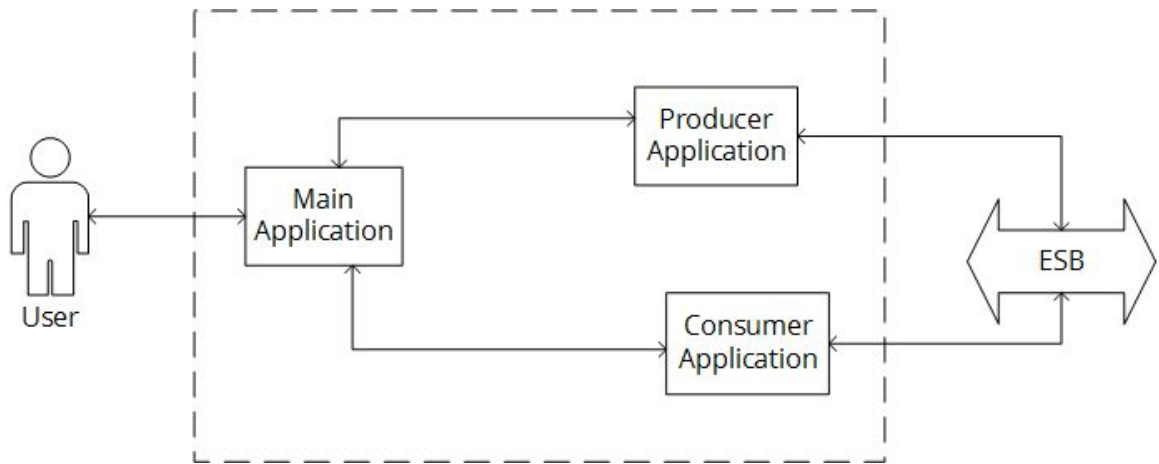 Producer
Application
Main
Application
User
ESB
Consumer
Application